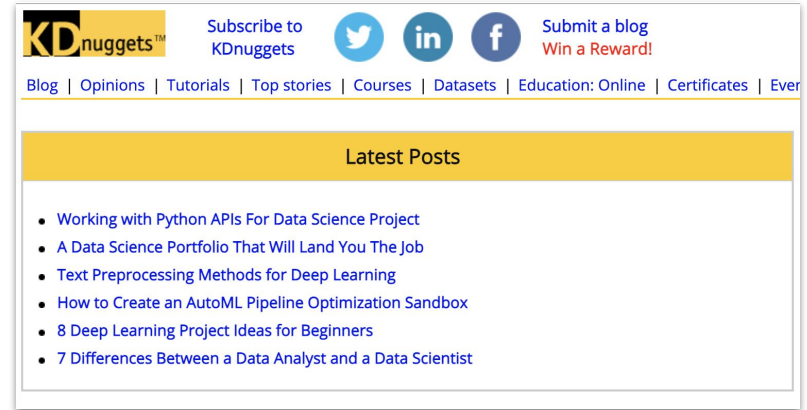 KDnuggets™
Subscribe to
KDnuggets
in
f
Submit a blog
Win a Reward!
Blog | Opinions | Tutorials | Top stories | Courses | Datasets | Education: Online | Certificates |
Latest Posts
• Working with Python APIs For Data Science Project
• A Data Science Portfolio That Will Land You The Job
• Text Preprocessing Methods for Deep Learning
• How to Create an AutoML Pipeline Optimization Sandbox
• 8 Deep Learning Project Ideas for Beginners
• 7 Differences Between a Data Analyst and a Data Scientist